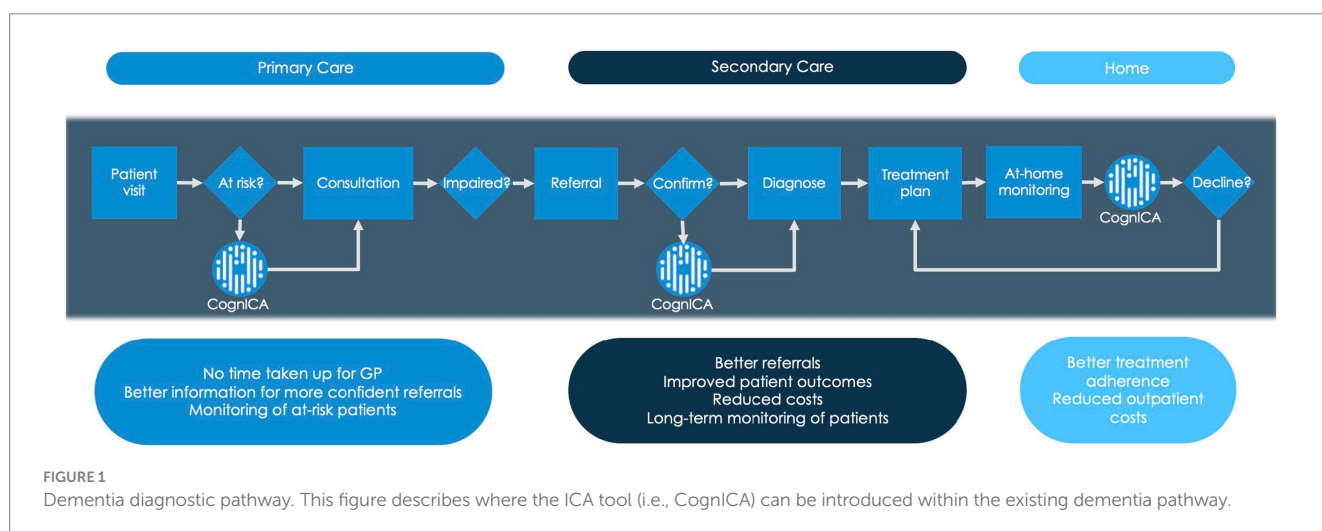 Primary Care
Secondary Care
Home
Patient
visit
At risk?
Consultation
Impaired?
Referral
Confirm?
Diagnose
Treatment
plan
At-home
monitoring
CognICA
Decline?
CognICA
CognICA
No time taken up for GP
Better information for more confident referrals
Monitoring of at-risk patients
Better referrals
Improved patient outcomes
Reduced costs
Long-term monitoring of patients
Better treatment
adherence
Reduced outpatient
costs
FIGURE 1
Dementia diagnostic pathway. This figure describes where the ICA tool (i.e., CognICA) can be introduced within the existing dementia pathway.